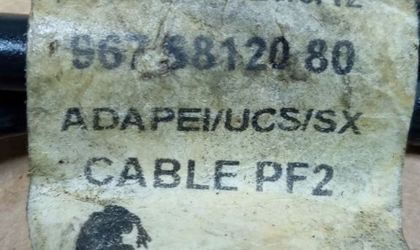 967 58120 80
ADAPEI/UCS/SX
CABLE PF2